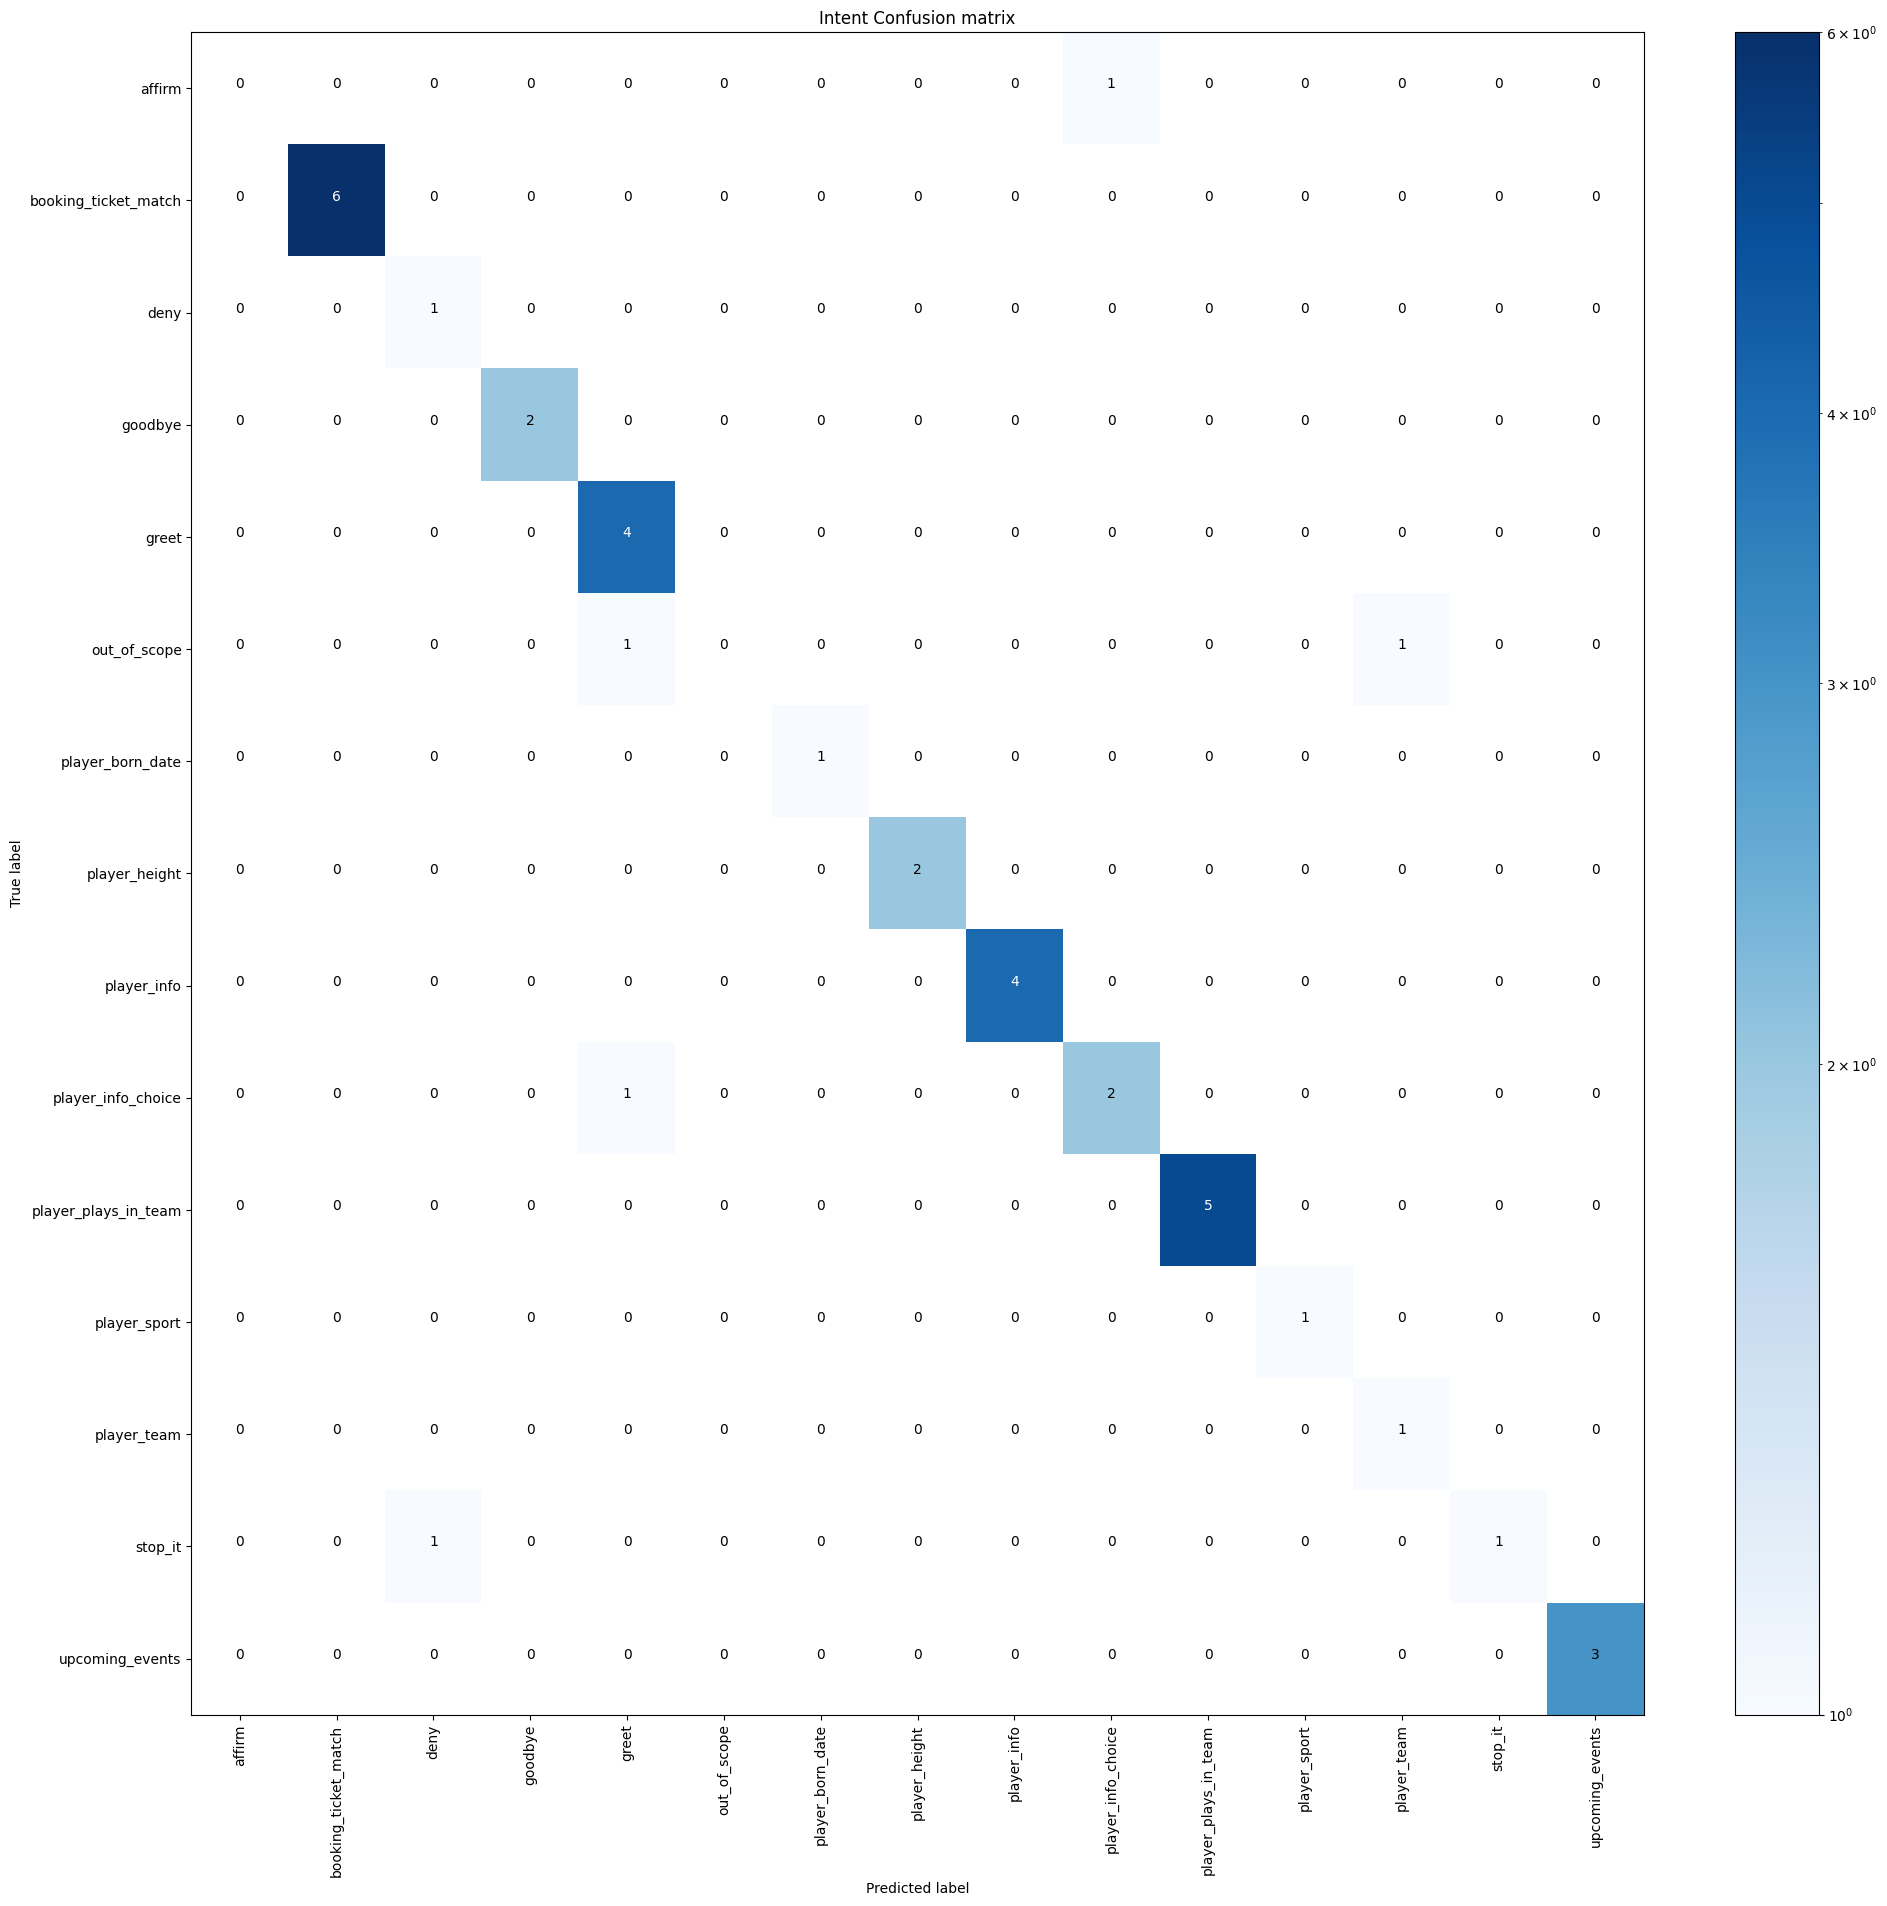 Intent Confusion matrix
affirm 0 0 0 0 0 0 0 0 0 1 0 0 0 0 0
booking_ticket_match 0 6 0 0 0 0 0 0 0 0 0 0 0 0 0
deny 0 0 1 0 0 0 0 0 0 0 0 0 0 0 0
goodbye 0 0 0 2 0 0 0 0 0 0 0 0 0 0 0
greet 0 0 0 0 4 0 0 0 0 0 0 0 0 0 0
out_of_scope 0 0 0 0 1 0 0 0 0 0 0 0 1 0 0
player_born_date 0 0 0 0 0 0 1 0 0 0 0 0 0 0 0
player_height 0 0 0 0 0 0 0 2 0 0 0 0 0 0 0
player_info 0 0 0 0 0 0 0 0 4 0 0 0 0 0 0
player_info_choice 0 0 0 0 1 0 0 0 0 2 0 0 0 0 0
player_plays_in_team 0 0 0 0 0 0 0 0 0 0 5 0 0 0 0
player_sport 0 0 0 0 0 0 0 0 0 0 0 1 0 0 0
player_team 0 0 0 0 0 0 0 0 0 0 0 0 1 0 0
stop_it 0 0 1 0 0 0 0 0 0 0 0 0 0 1 0
upcoming_events 0 0 0 0 0 0 0 0 0 0 0 0 0 0 3
True label
affirm
booking_ticket_match
deny
goodbye
greet
out_of_scope
player_born_date
player_height
player_info
player_info_choice
player_plays_in_team
player_sport
player_team
stop_it
upcoming_events
Predicted label
6 × 10⁰
4 × 10⁰
3 × 10⁰
2 × 10⁰
10⁰